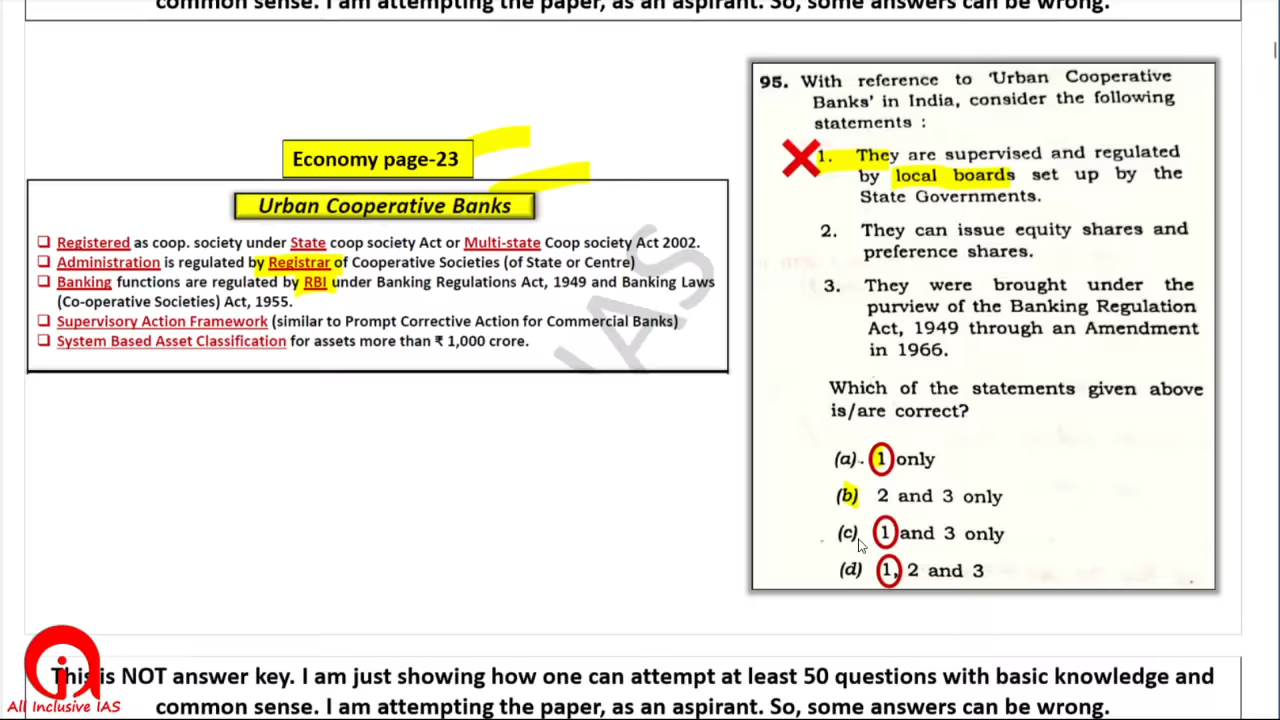 common sense. I am attempting the paper, as an aspirant. So, some answers can be wrong.
Economy page-23
Urban Cooperative Banks
❑ Registered as coop. society under State coop society Act or Multi-state Coop society Act 2002.
❑ Administration is regulated by Registrar of Cooperative Societies (of State or Centre)
❑ Banking functions are regulated by RBI under Banking Regulations Act, 1949 and Banking Laws
(Co-operative Societies) Act, 1955.
❑ Supervisory Action Framework (similar to Prompt Corrective Action for Commercial Banks)
❑ System Based Asset Classification for assets more than ₹ 1,000 crore.
IAS
95. With reference to 'Urban Cooperative
Banks' in India, consider the following
statements :
1. They are supervised and regulated
by local boards set up by the
State Governments.
2. They can issue equity shares and
preference shares.
3. They were brought under the
purview of the Banking Regulation
Act, 1949 through an Amendment
in 1966.
Which of the statements given above
is/are correct?
(a) 1 only
(b) 2 and 3 only
(c) 1 and 3 only
(d) 1, 2 and 3
This is NOT answer key. I am just showing how one can attempt at least 50 questions with basic knowledge and
common sense. I am attempting the paper, as an aspirant. So, some answers can be wrong.
All Inclusive IAS